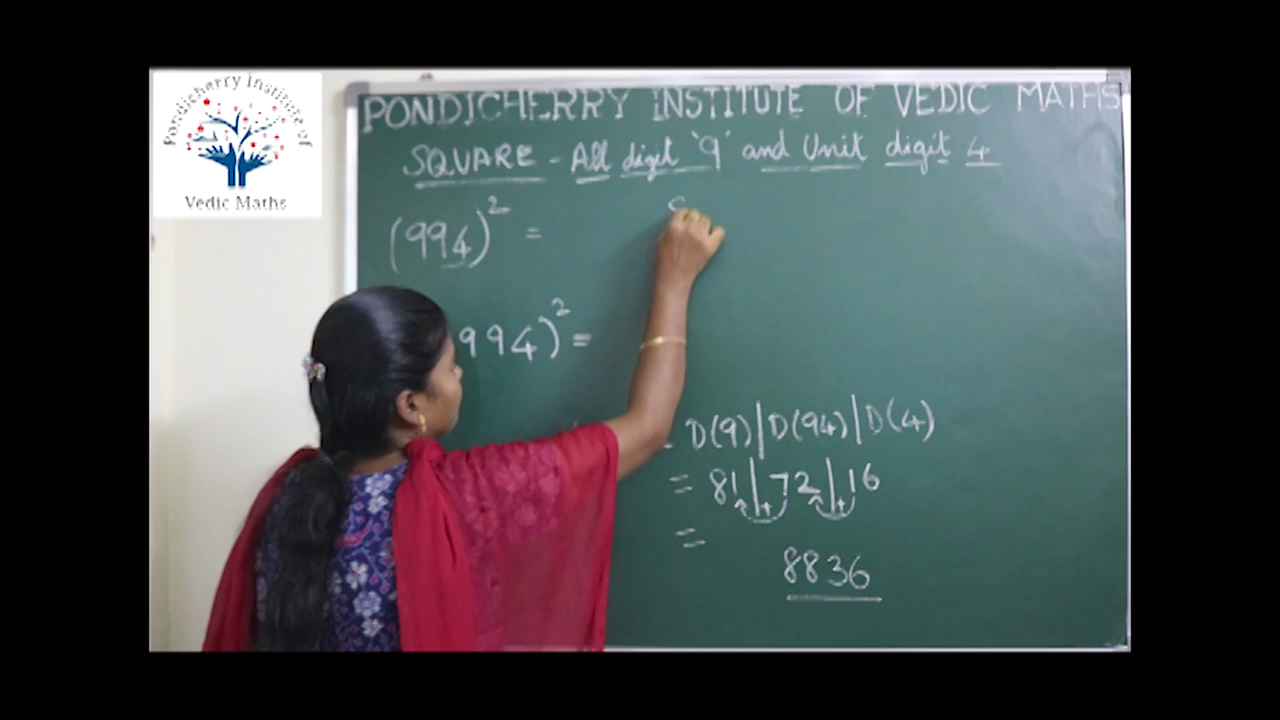 Pondicherry Institute of
Vedic Maths
PONDICHERRY INSTITUTE OF VEDIC MATHS
SQUARE - All digit '9' and Unit digit 4
(994)² =
994)² =
= D(9)|D(94)|D(4)
= 81|72|16
=
8836